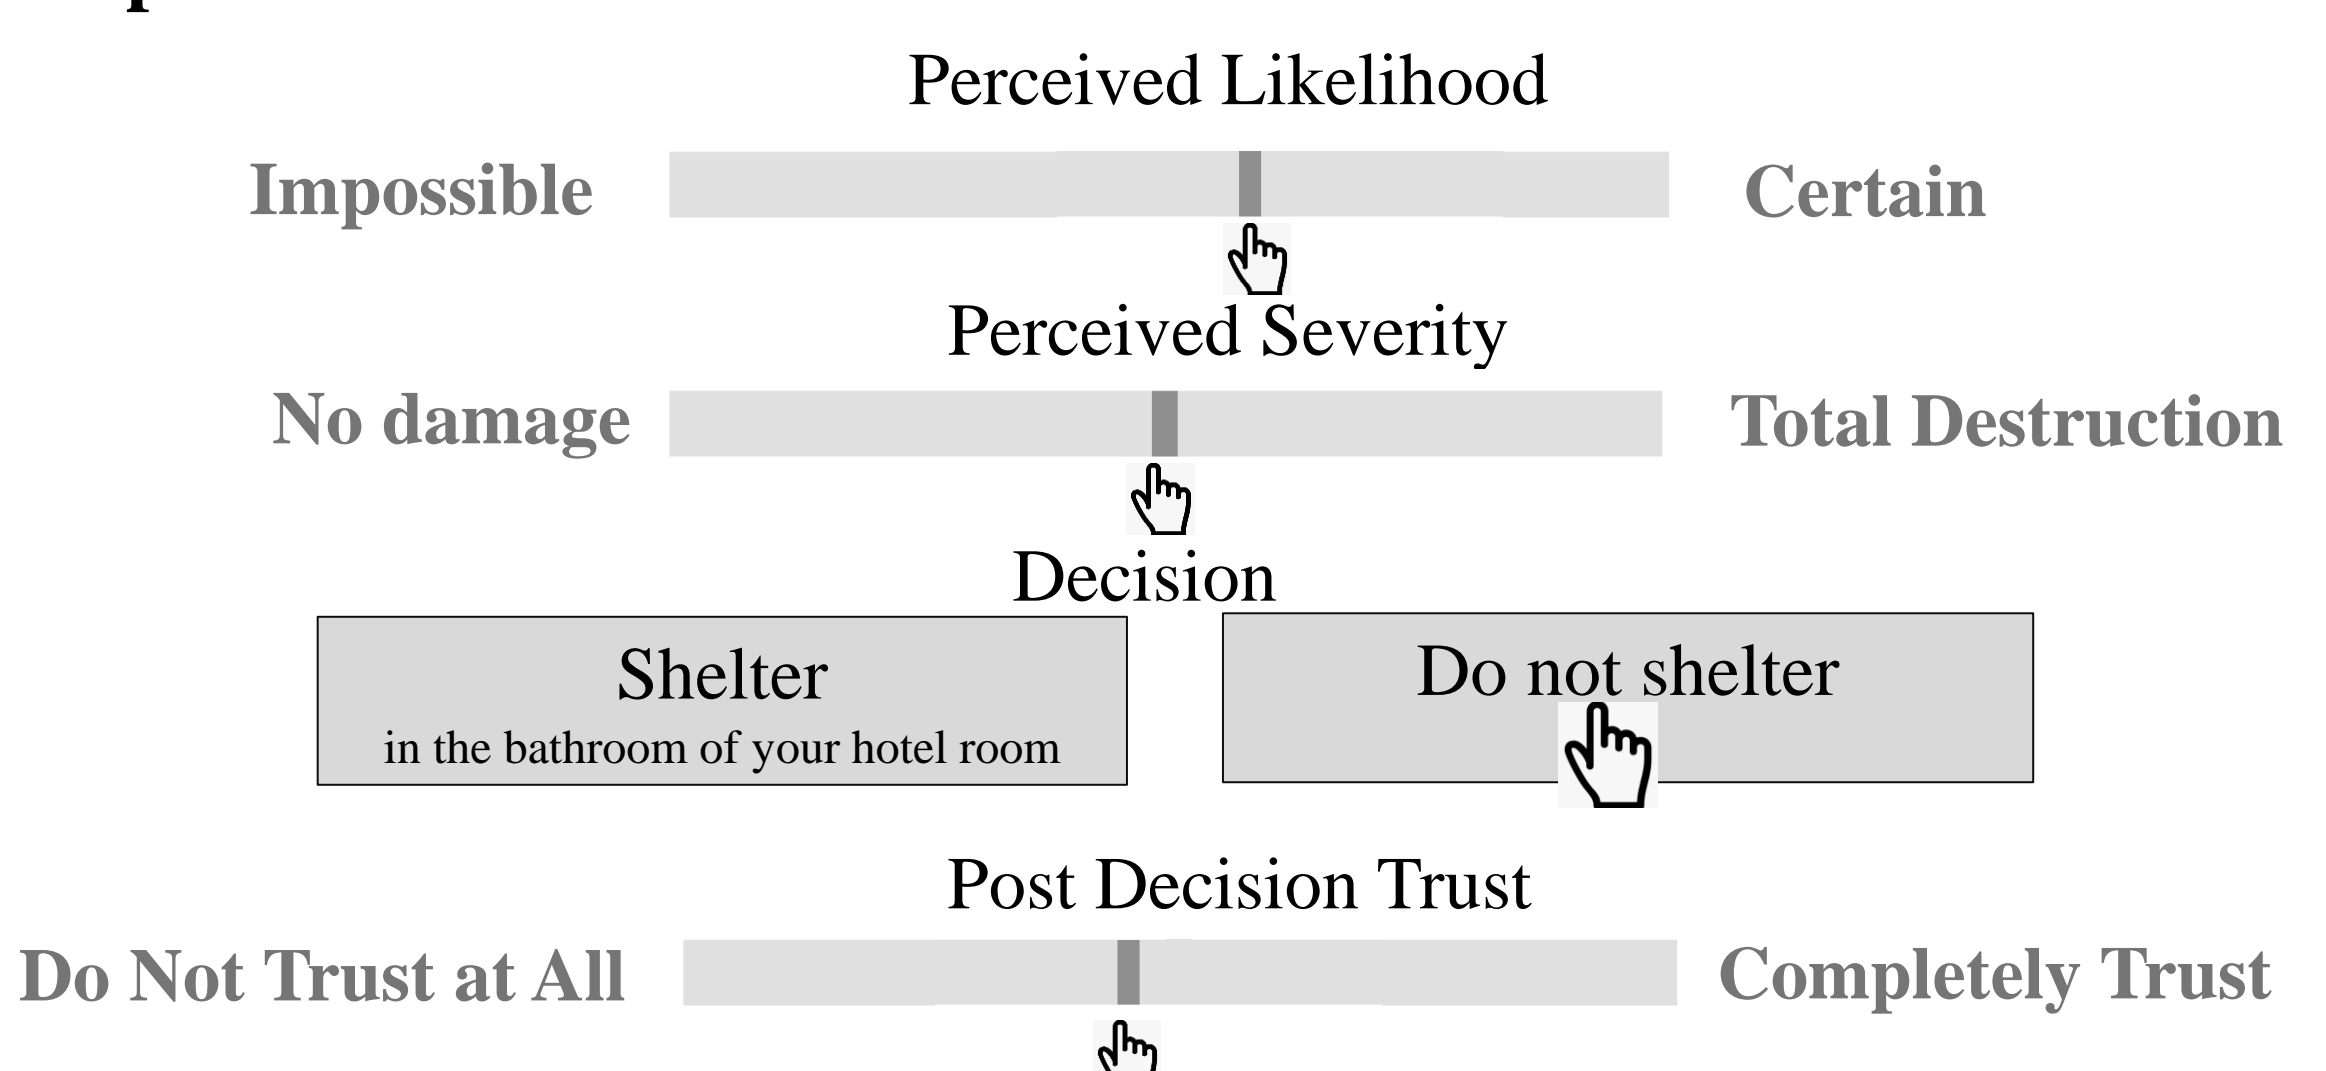 Perceived Likelihood
Impossible
Certain
Perceived Severity
No damage
Total Destruction
Decision
Shelter
in the bathroom of your hotel room
Do not shelter
Post Decision Trust
Do Not Trust at All
Completely Trust